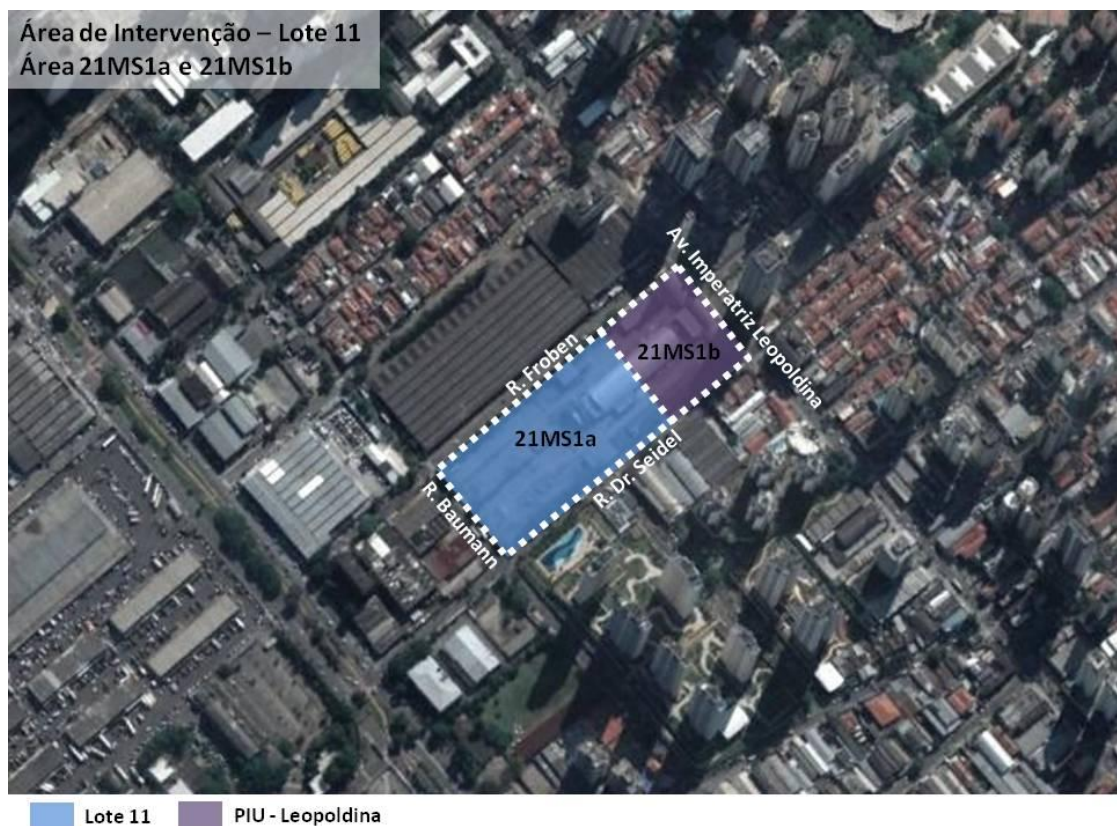 Área de Intervenção – Lote 11
Área 21MS1a e 21MS1b
Av. Imperatriz Leopoldina
21MS1b
R. Froben
21MS1a
R. Dr. Seidel
R. Baumann
Lote 11
PIU - Leopoldina